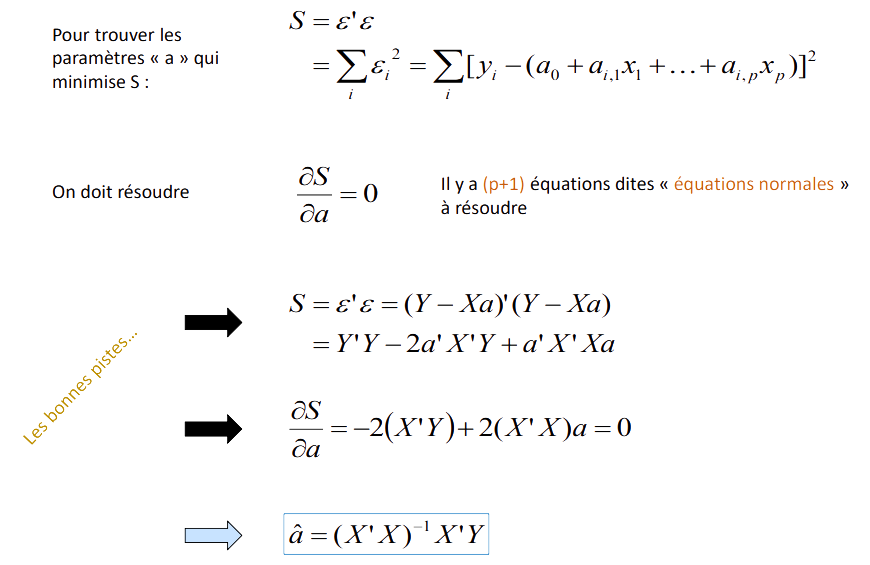 Pour trouver les
paramètres « a » qui
minimise S :
S = ε'ε
= ∑ᵢ εᵢ² = ∑ᵢ [yᵢ − (a₀ + aᵢ,₁x₁ + … + aᵢ,ₚxₚ)]²
On doit résoudre
∂S/∂a = 0
Il y a (p+1) équations dites « équations normales »
à résoudre
Les bonnes pistes...
S = ε'ε = (Y − Xa)'(Y − Xa)
= Y'Y − 2a'X'Y + a'X'Xa
∂S/∂a = −2(X'Y) + 2(X'X)a = 0
â = (X'X)⁻¹ X'Y